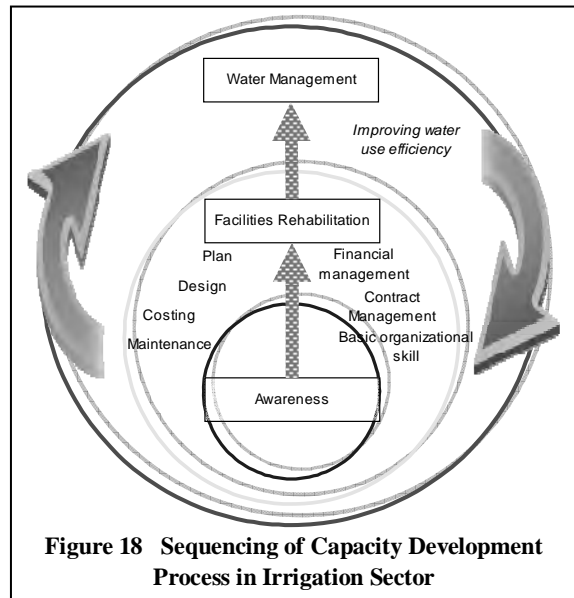 Water Management
Improving water
use efficiency
Facilities Rehabilitation
Plan
Design
Costing
Maintenance
Financial
management
Contract
Management
Basic organizational
skill
Awareness
Figure 18   Sequencing of Capacity Development
Process in Irrigation Sector